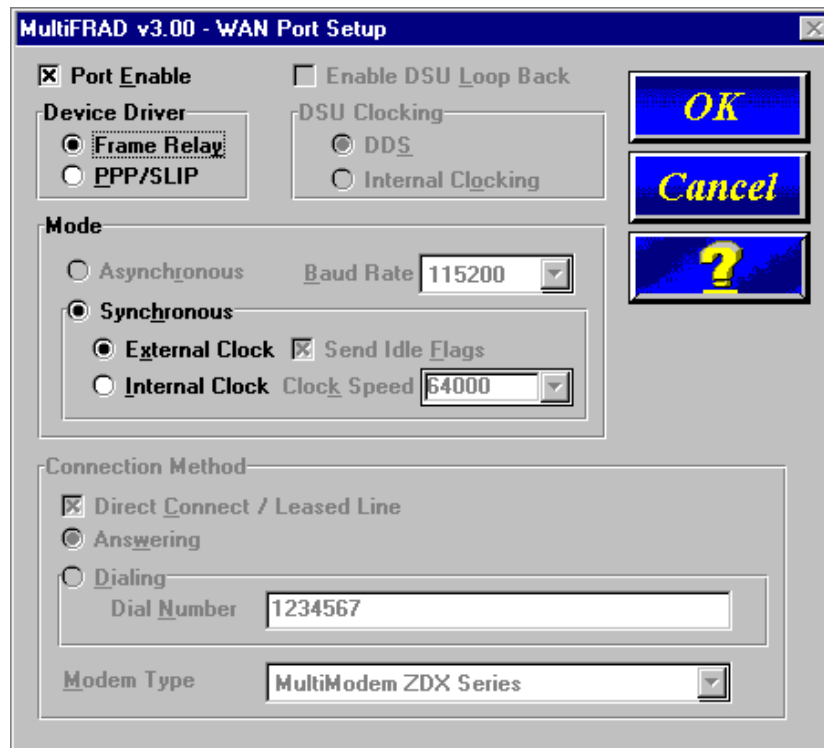 MultiFRAD v3.00 - WAN Port Setup
Port Enable
Enable DSU Loop Back
Device Driver
Frame Relay
PPP/SLIP
DSU Clocking
DDS
Internal Clocking
OK
Cancel
?
Mode
Asynchronous Baud Rate 115200
Synchronous
External Clock Send Idle Flags
Internal Clock Clock Speed 64000
Connection Method
Direct Connect / Leased Line
Answering
Dialing
Dial Number 1234567
Modem Type MultiModem ZDX Series